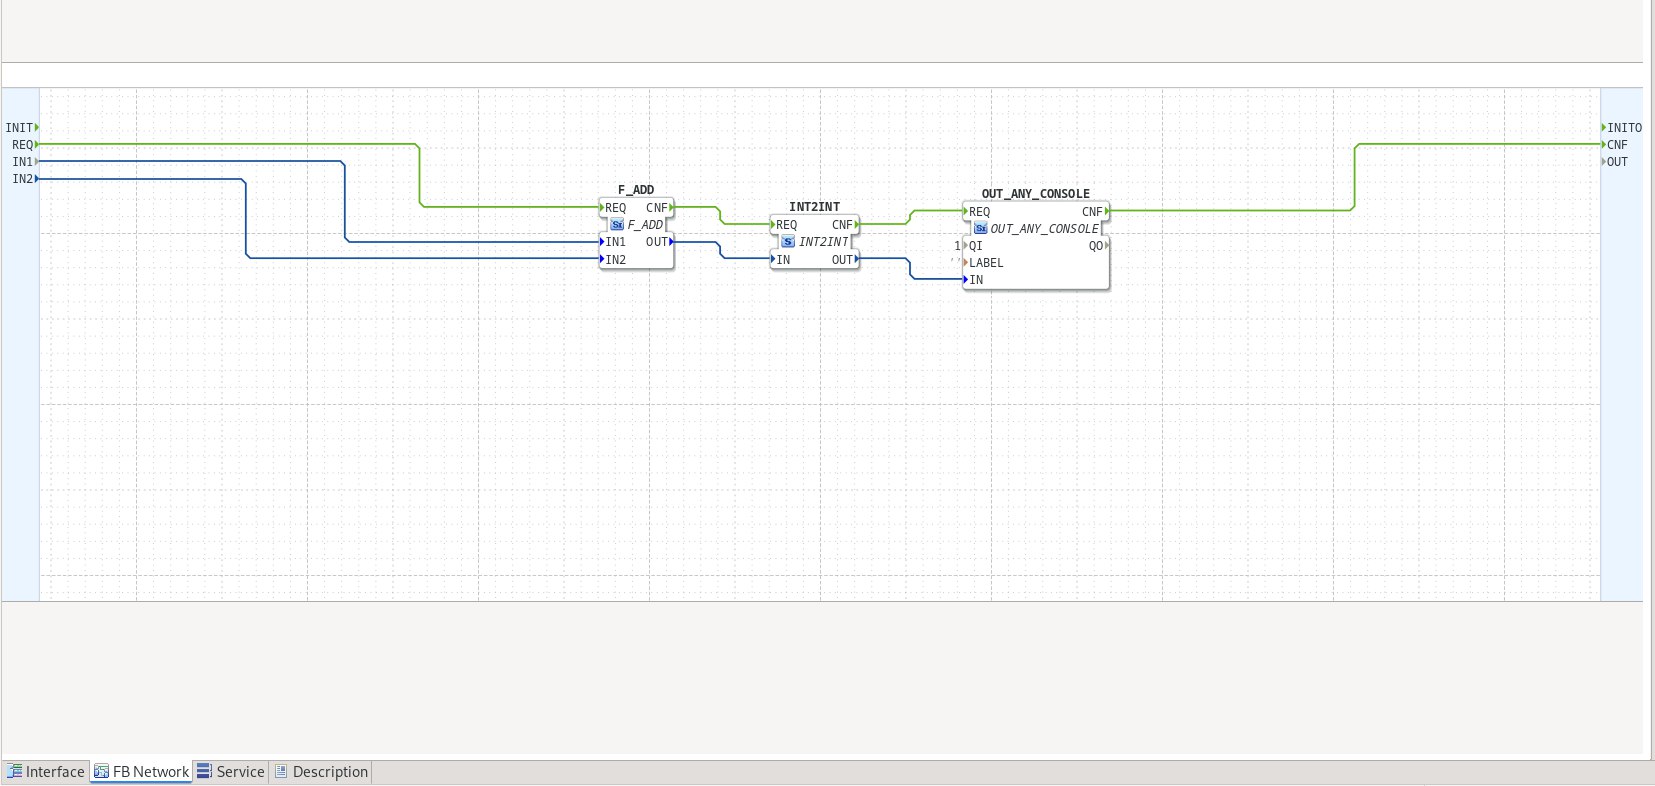 INIT
REQ
IN1
IN2
F_ADD
REQ CNF
F_ADD
IN1 OUT
IN2
INT2INT
REQ CNF
INT2INT
IN OUT
OUT_ANY_CONSOLE
REQ CNF
OUT_ANY_CONSOLE
1 QI QO
'' LABEL
IN
INITO
CNF
OUT
Interface FB Network Service Description